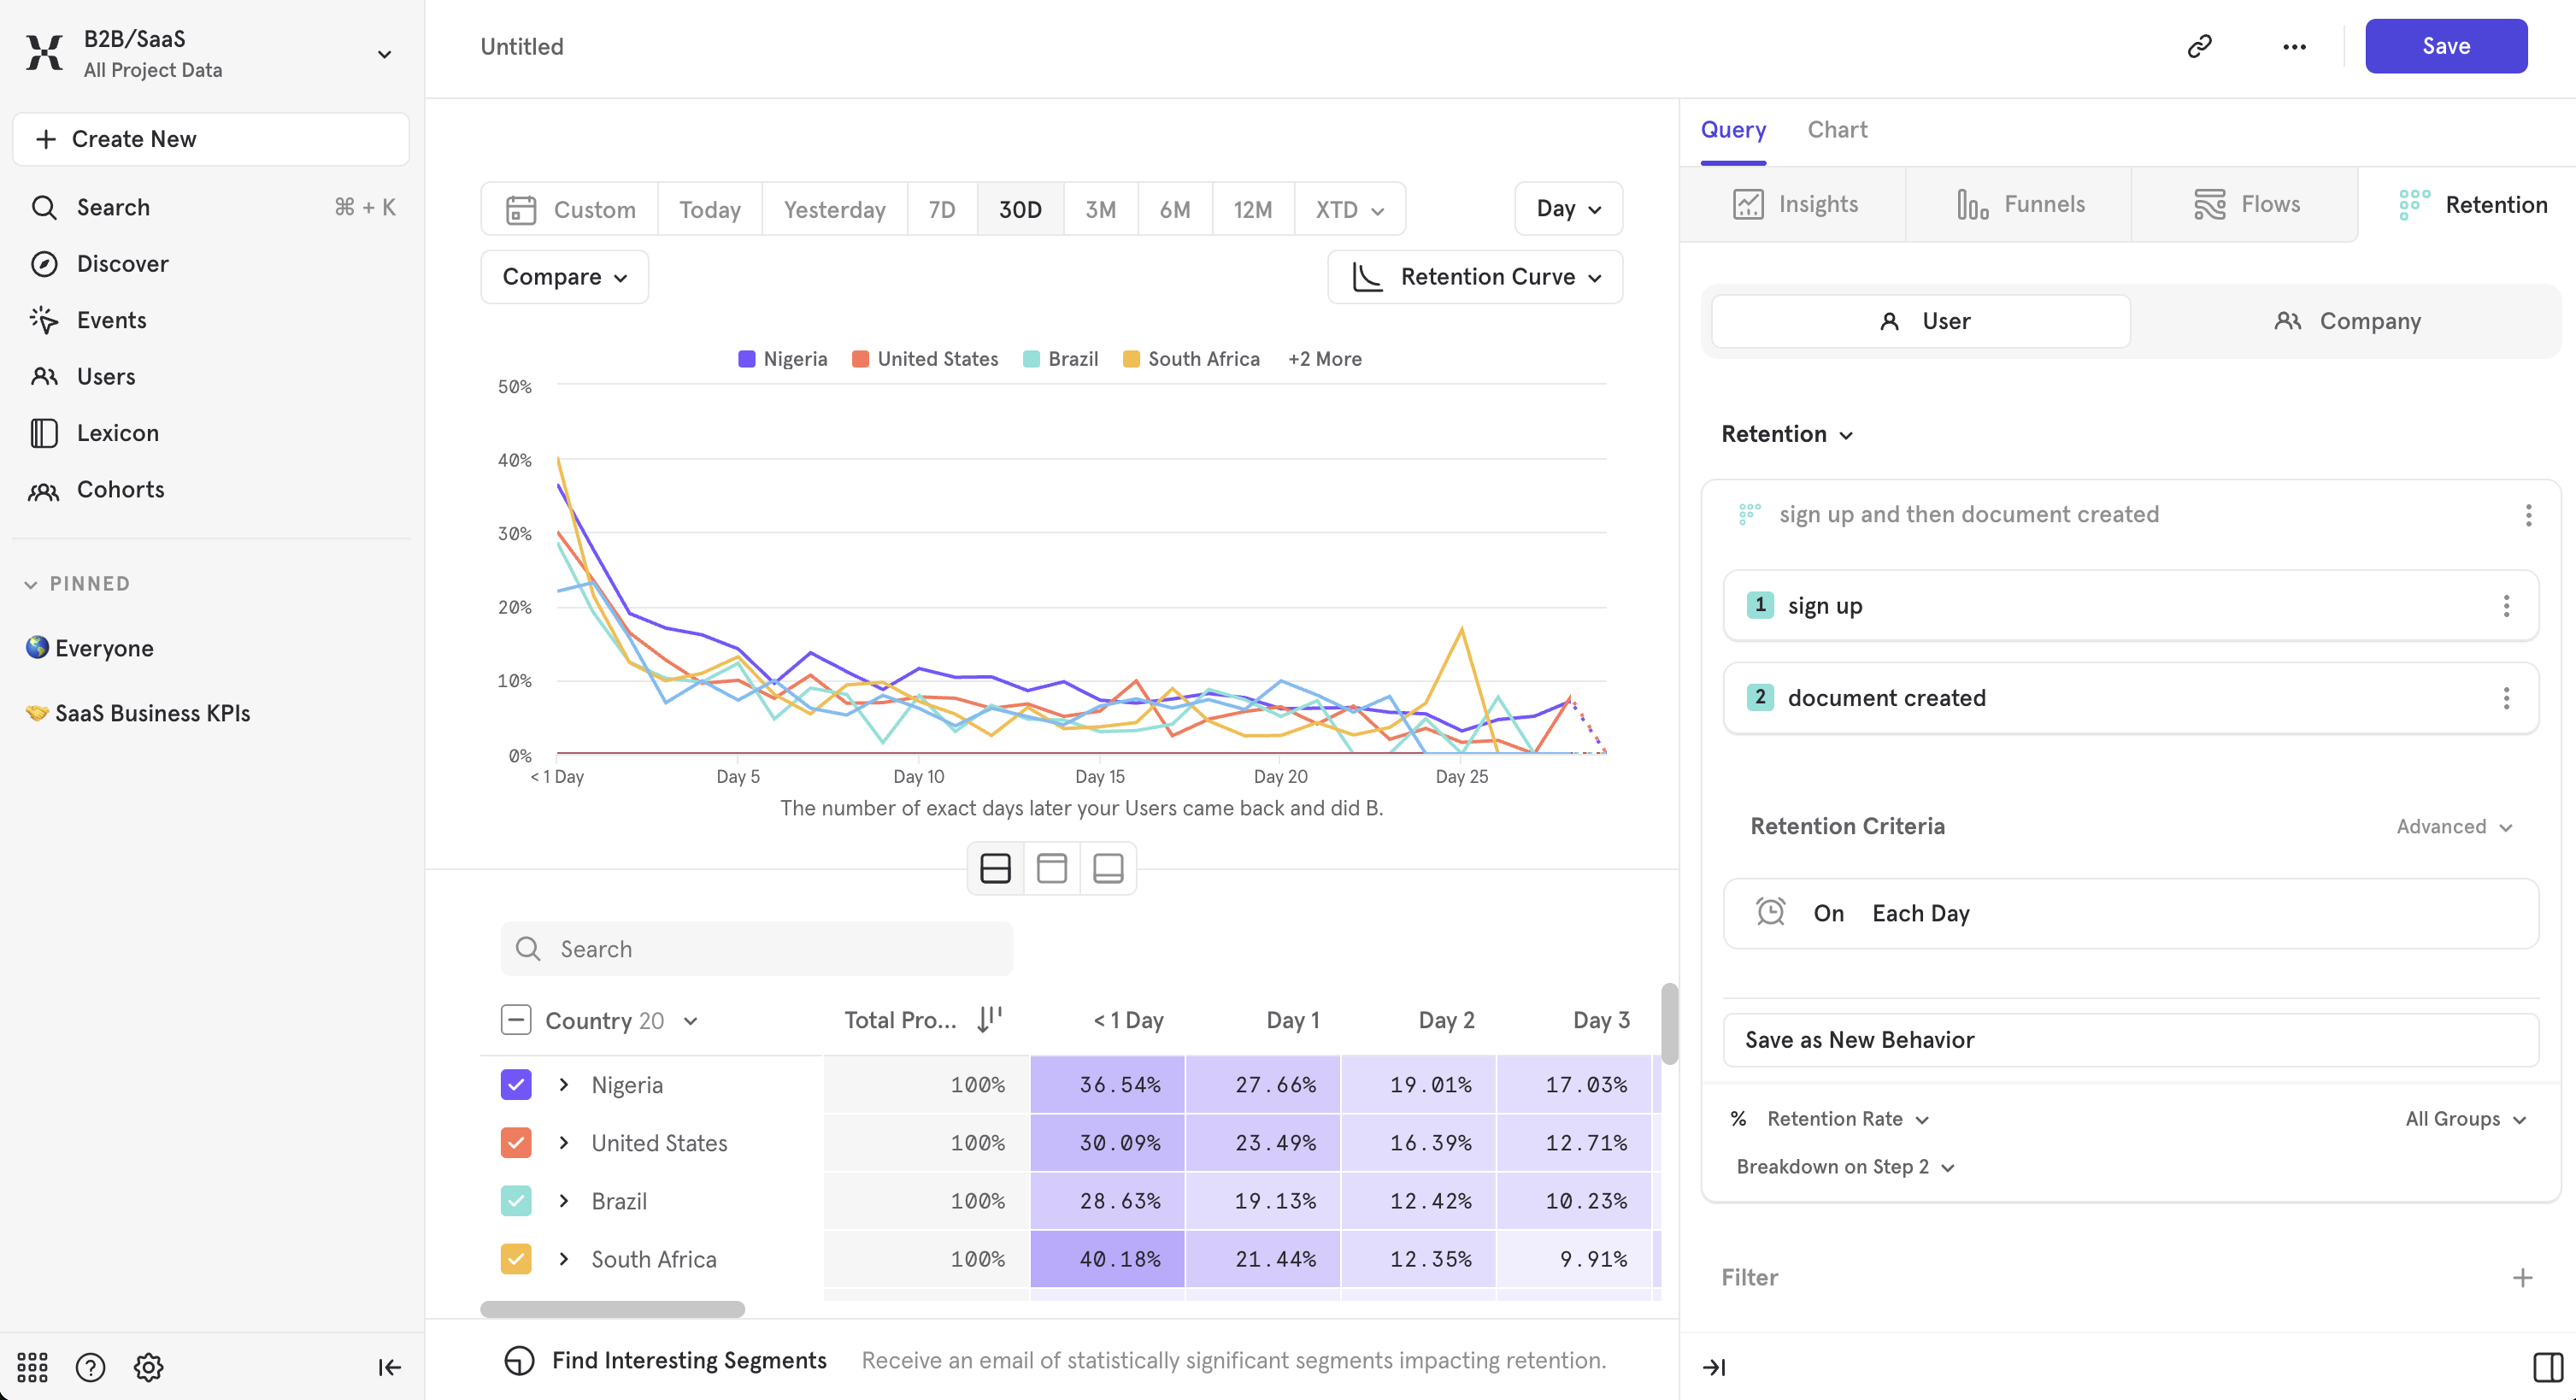 B2B/SaaS
All Project Data
Create New
Search ⌘ + K
Discover
Events
Users
Lexicon
Cohorts
PINNED
Everyone
SaaS Business KPIs
Untitled
Save
Custom Today Yesterday 7D 30D 3M 6M 12M XTD
Day
Compare
Retention Curve
Nigeria United States Brazil South Africa +2 More
50%
40%
30%
20%
10%
0%
< 1 Day Day 5 Day 10 Day 15 Day 20 Day 25
The number of exact days later your Users came back and did B.
Search
Country 20 Total Pro... < 1 Day Day 1 Day 2 Day 3
Nigeria 100% 36.54% 27.66% 19.01% 17.03%
United States 100% 30.09% 23.49% 16.39% 12.71%
Brazil 100% 28.63% 19.13% 12.42% 10.23%
South Africa 100% 40.18% 21.44% 12.35% 9.91%
Find Interesting Segments Receive an email of statistically significant segments impacting retention.
Query Chart
Insights Funnels Flows Retention
User Company
Retention
sign up and then document created
1 sign up
2 document created
Retention Criteria Advanced
On Each Day
Save as New Behavior
% Retention Rate All Groups
Breakdown on Step 2
Filter